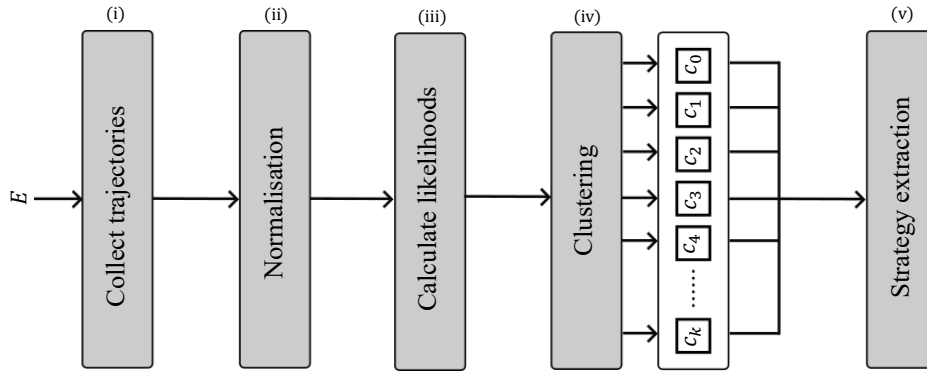 (i)
(ii)
(iii)
(iv)
(v)
E
Collect trajectories
Normalisation
Calculate likelihoods
Clustering
c₀
c₁
c₂
c₃
c₄
......
cₖ
Strategy extraction